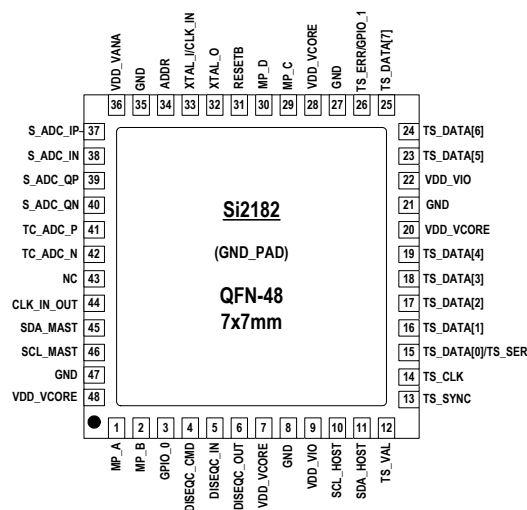 VDD_VANA
GND
ADDR
XTAL_I/CLK_IN
XTAL_O
RESETB
MP_D
MP_C
VDD_VCORE
GND
TS_ERR/GPIO_1
TS_DATA[7]
36 35 34 33 32 31 30 29 28 27 26 25
S_ADC_IP 37
S_ADC_IN 38
S_ADC_QP 39
S_ADC_QN 40
TC_ADC_P 41
TC_ADC_N 42
NC 43
CLK_IN_OUT 44
SDA_MAST 45
SCL_MAST 46
GND 47
VDD_VCORE 48
Si2182
(GND_PAD)
QFN-48
7x7mm
24 TS_DATA[6]
23 TS_DATA[5]
22 VDD_VIO
21 GND
20 VDD_VCORE
19 TS_DATA[4]
18 TS_DATA[3]
17 TS_DATA[2]
16 TS_DATA[1]
15 TS_DATA[0]/TS_SER
14 TS_CLK
13 TS_SYNC
1 2 3 4 5 6 7 8 9 10 11 12
MP_A
MP_B
GPIO_0
DISEQC_CMD
DISEQC_IN
DISEQC_OUT
VDD_VCORE
GND
VDD_VIO
SCL_HOST
SDA_HOST
TS_VAL